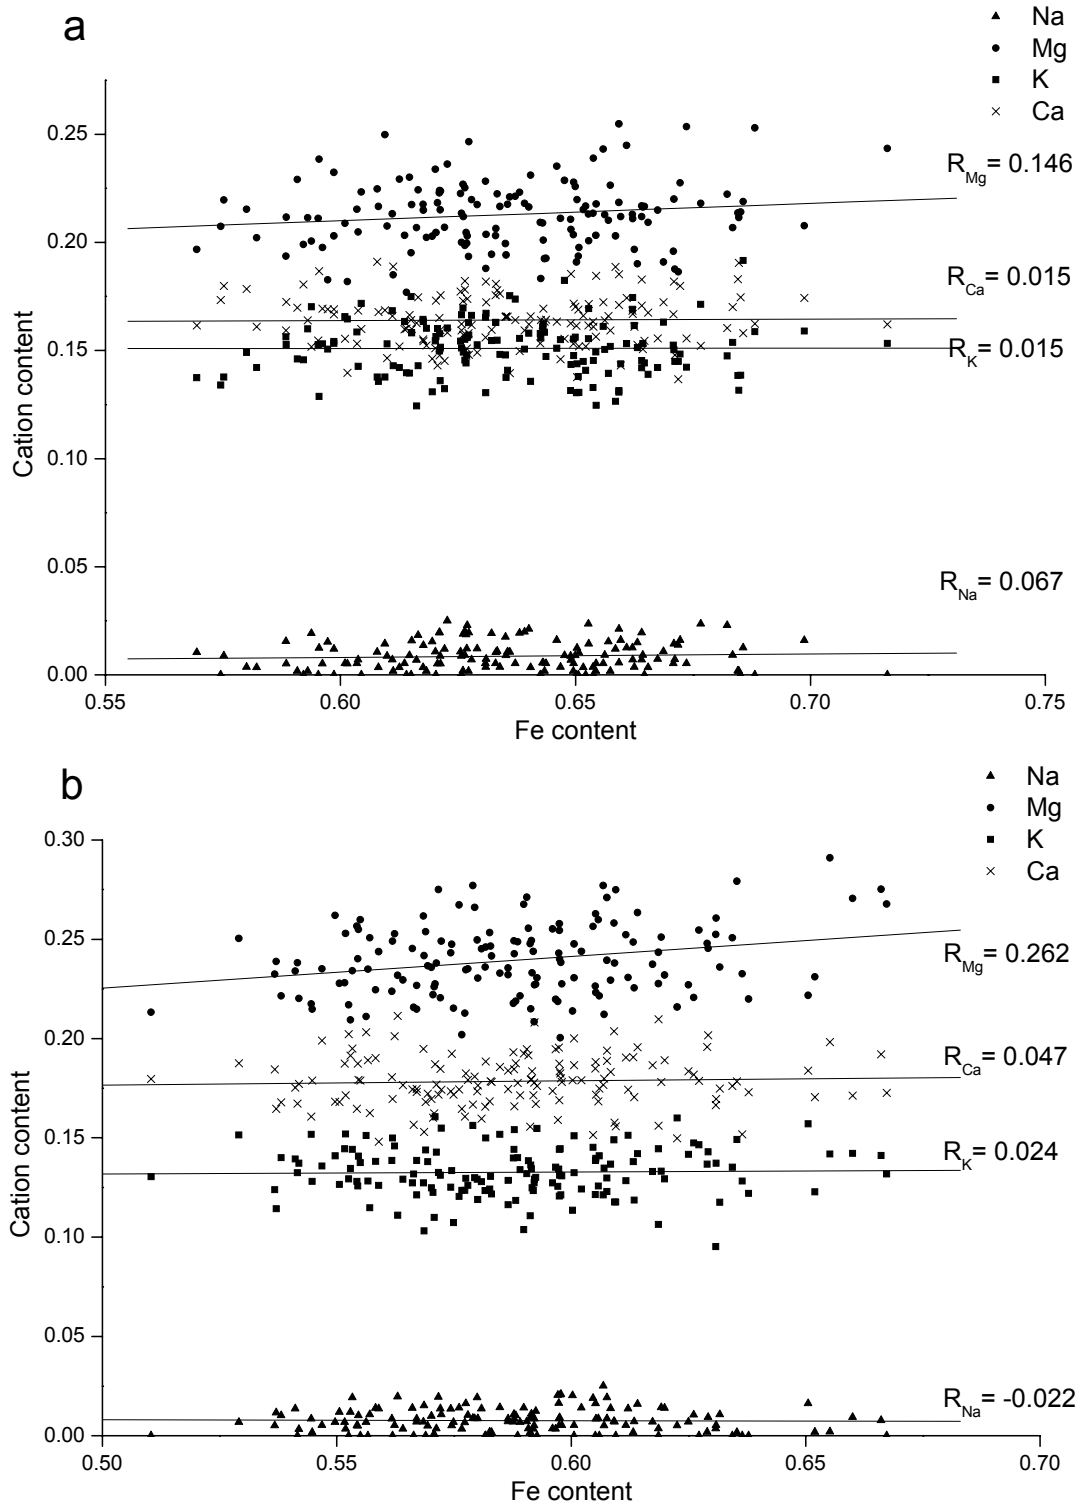 a
Na
Mg
K
Ca
0.25
R_Mg = 0.146
0.20
R_Ca = 0.015
0.15
R_K = 0.015
0.10
0.05
R_Na = 0.067
0.00
0.55 0.60 0.65 0.70 0.75
Cation content
Fe content
b
Na
Mg
K
Ca
0.30
0.25
R_Mg = 0.262
0.20
R_Ca = 0.047
0.15
R_K = 0.024
0.10
0.05
R_Na = -0.022
0.00
0.50 0.55 0.60 0.65 0.70
Cation content
Fe content